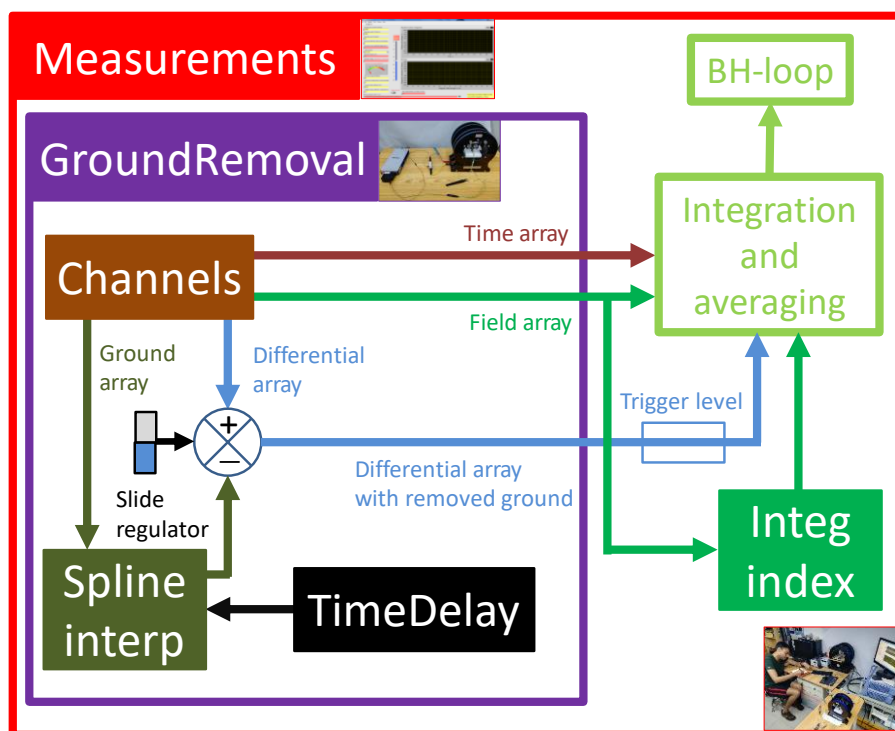 Measurements
BH-loop
GroundRemoval
Integration
and
averaging
Time array
Channels
Field array
Ground
array
Differential
array
Trigger level
+
−
Differential array
with removed ground
Slide
regulator
Integ
index
Spline
interp
TimeDelay